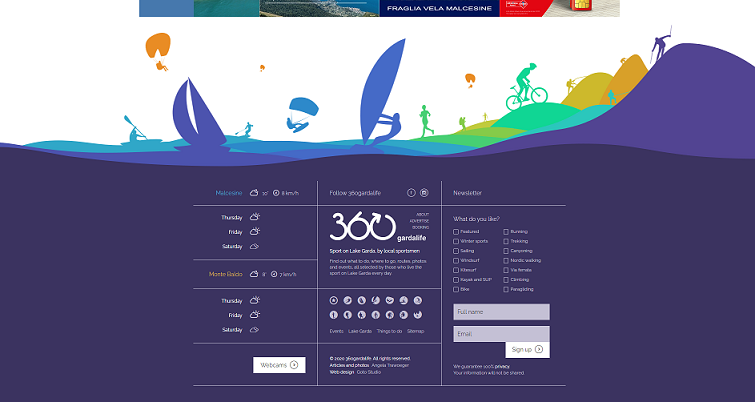 FRAGLIA VELA MALCESINE
Malcesine 10° 8 km/h
Thursday
Friday
Saturday
Monte Baldo 8° 7 km/h
Thursday
Friday
Saturday
Webcams
Follow 360gardalife
360
gardalife
ABOUT
ADVERTISE
BOOKING
Sport on Lake Garda, by local sportsmen
Find out what to do, where to go, routes, photos
and events, all selected by those who live the
sport on Lake Garda every day.
Events Lake Garda Things to do Sitemap
© 2020 360gardalife. All rights reserved.
Articles and photos Angela Trawoeger
Web design Goto Studio
Newsletter
What do you like?
Featured
Winter sports
Sailing
Windsurf
Kitesurf
Kayak and SUP
Bike
Running
Trekking
Canyoning
Nordic walking
Via ferrata
Climbing
Paragliding
Full name
Email
Sign up
We guarantee 100% privacy.
Your information will not be shared